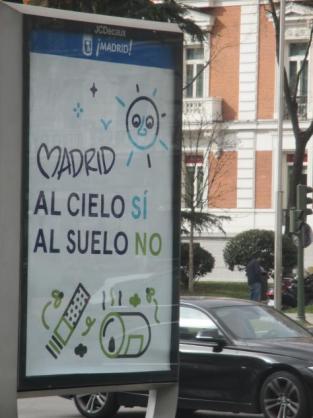 JCDecaux
¡MADRID!
MADRID
AL CIELO SÍ
AL SUELO NO